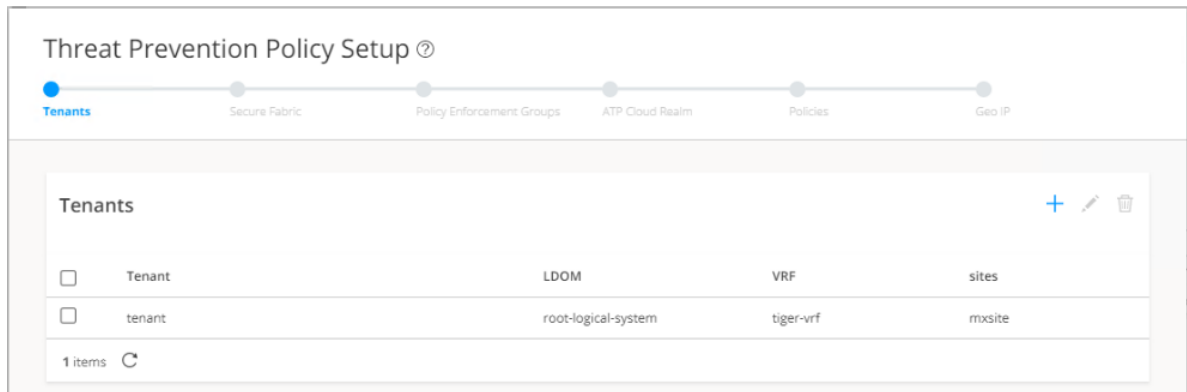 Threat Prevention Policy Setup ?
Tenants Secure Fabric Policy Enforcement Groups ATP Cloud Realm Policies Geo IP
Tenants
Tenant LDOM VRF sites
tenant root-logical-system tiger-vrf mxsite
1 items